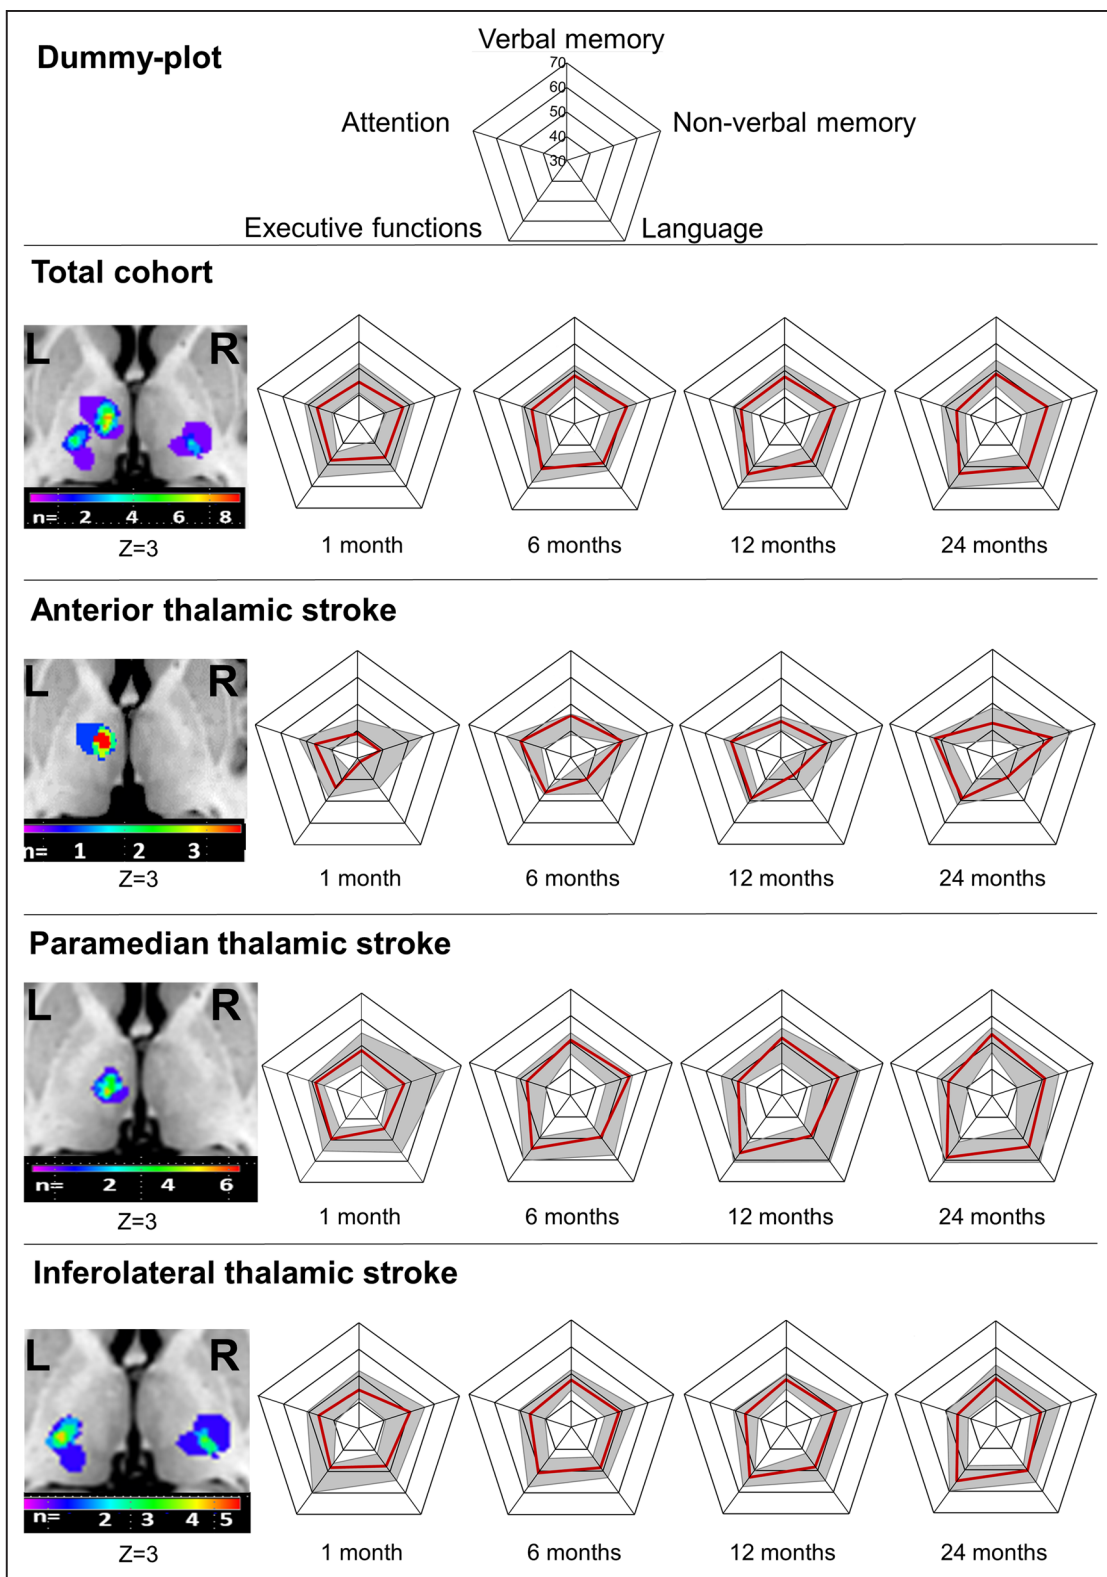 Dummy-plot
Verbal memory
70
60
50
40
30
Attention
Non-verbal memory
Executive functions
Language
Total cohort
L R
n= 2 4 6 8
Z=3
1 month
6 months
12 months
24 months
Anterior thalamic stroke
L R
n= 1 2 3
Z=3
1 month
6 months
12 months
24 months
Paramedian thalamic stroke
L R
n= 2 4 6
Z=3
1 month
6 months
12 months
24 months
Inferolateral thalamic stroke
L R
n= 2 3 4 5
Z=3
1 month
6 months
12 months
24 months